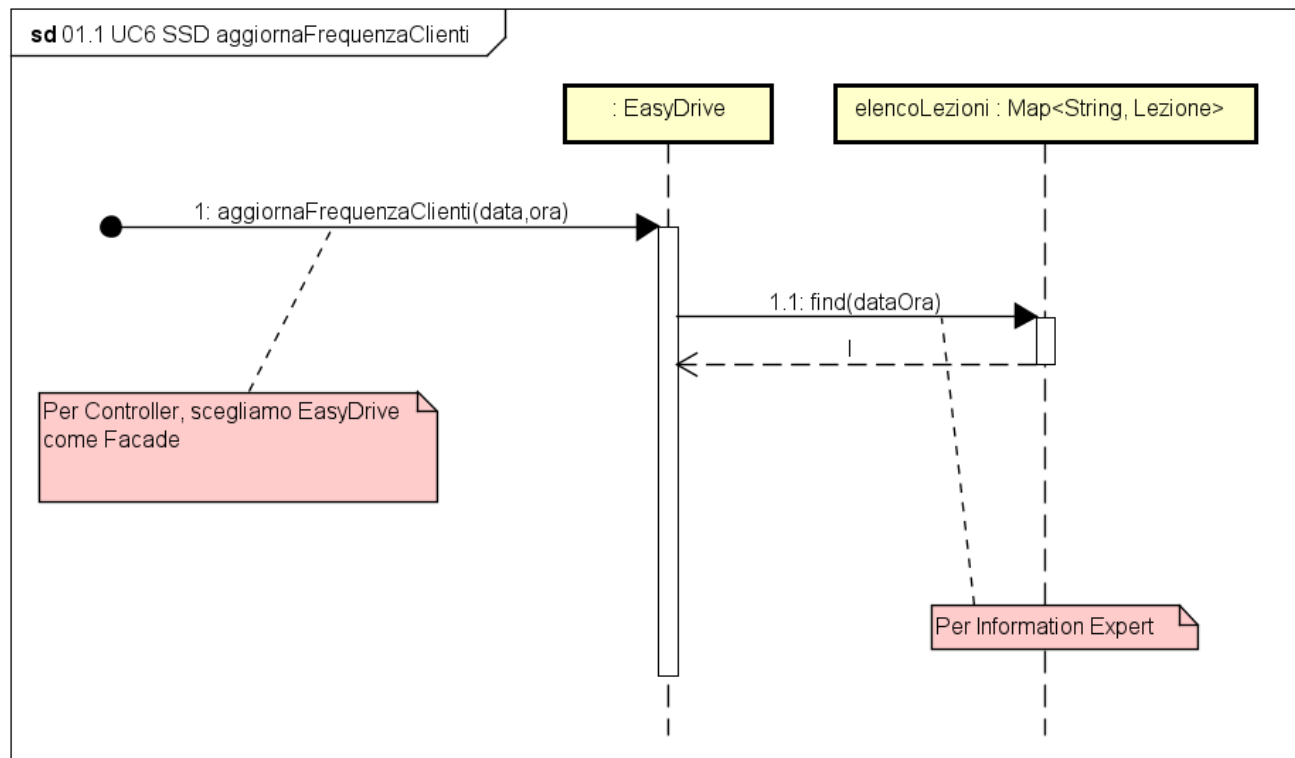 sd 01.1 UC6 SSD aggiornaFrequenzaClienti
: EasyDrive
elencoLezioni : Map<String, Lezione>
1: aggiornaFrequenzaClienti(data,ora)
1.1: find(dataOra)
l
Per Controller, scegliamo EasyDrive
come Facade
Per Information Expert